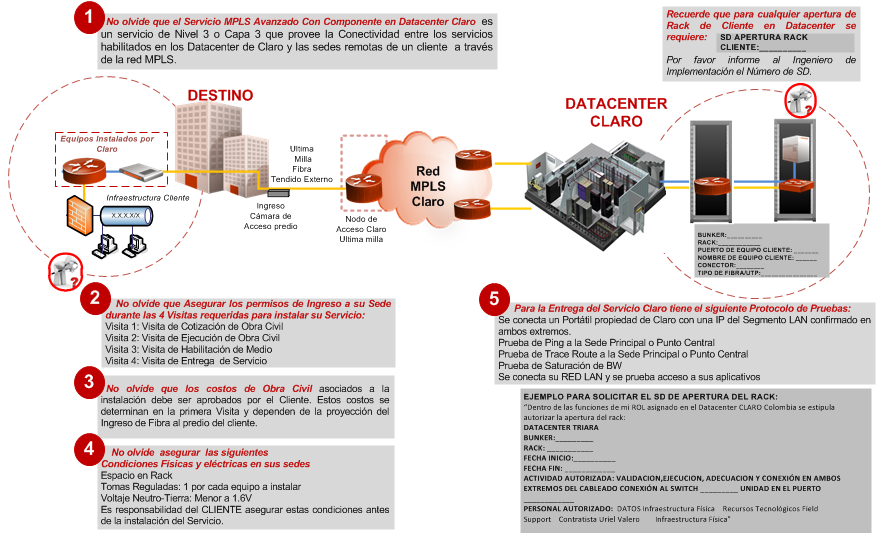 1
No olvide que el Servicio MPLS Avanzado Con Componente en Datacenter Claro es
un servicio de Nivel 3 o Capa 3 que provee la Conectividad entre los servicios
habilitados en los Datacenter de Claro y las sedes remotas de un cliente a través
de la red MPLS.
Recuerde que para cualquier apertura de
Rack de Cliente en Datacenter se
requiere: SD APERTURA RACK
CLIENTE:__________
Por favor informe al Ingeniero de
Implementación el Número de SD.
DESTINO
DATACENTER
CLARO
Equipos Instalados por
Claro
Infraestructura Cliente
X.X.X.X/X
Ultima
Milla
Fibra
Tendido Externo
Ingreso
Cámara de
Acceso predio
Nodo de
Acceso Claro
Ultima milla
Red
MPLS
Claro
?
?
BUNKER:__________
RACK:__________
PUERTO DE EQUIPO CLIENTE: _______
NOMBRE DE EQUIPO CLIENTE: ______
CONECTOR:________
TIPO DE FIBRA/UTP:________________
2
No olvide que Asegurar los permisos de Ingreso a su Sede
durante las 4 Visitas requeridas para instalar su Servicio:
Visita 1: Visita de Cotización de Obra Civil
Visita 2: Visita de Ejecución de Obra Civil
Visita 3: Visita de Habilitación de Medio
Visita 4: Visita de Entrega de Servicio
3
No olvide que los costos de Obra Civil asociados a la
instalación debe ser aprobados por el Cliente. Estos costos se
determinan en la primera Visita y dependen de la proyección del
Ingreso de Fibra al predio del cliente.
4
No olvide asegurar las siguientes
Condiciones Fisicas y eléctricas en sus sedes
Espacio en Rack
Tomas Reguladas: 1 por cada equipo a instalar
Voltaje Neutro-Tierra: Menor a 1.6V
Es responsabilidad del CLIENTE asegurar estas condiciones antes
de la instalación del Servicio.
5
Para la Entrega del Servicio Claro tiene el siguiente Protocolo de Pruebas:
Se conecta un Portátil propiedad de Claro con una IP del Segmento LAN confirmado en
ambos extremos.
Prueba de Ping a la Sede Principal o Punto Central
Prueba de Trace Route a la Sede Principal o Punto Central
Prueba de Saturación de BW
Se conecta su RED LAN y se prueba acceso a sus aplicativos
EJEMPLO PARA SOLICITAR EL SD DE APERTURA DEL RACK:
"Dentro de las funciones de mi ROL asignado en el Datacenter CLARO Colombia se estipula
autorizar la apertura del rack:
DATACENTER TRIARA
BUNKER:_________
RACK: ___________
FECHA INICIO:__________
FECHA FIN: ____________
ACTIVIDAD AUTORIZADA: VALIDACION,EJECUCION, ADECUACION Y CONEXIÓN EN AMBOS
EXTREMOS DEL CABLEADO CONEXIÓN AL SWITCH _________ UNIDAD EN EL PUERTO
____________
PERSONAL AUTORIZADO: DATOS Infraestructura Física Recursos Tecnológicos Field
Support Contratista Uriel Valero Infraestructura Física"